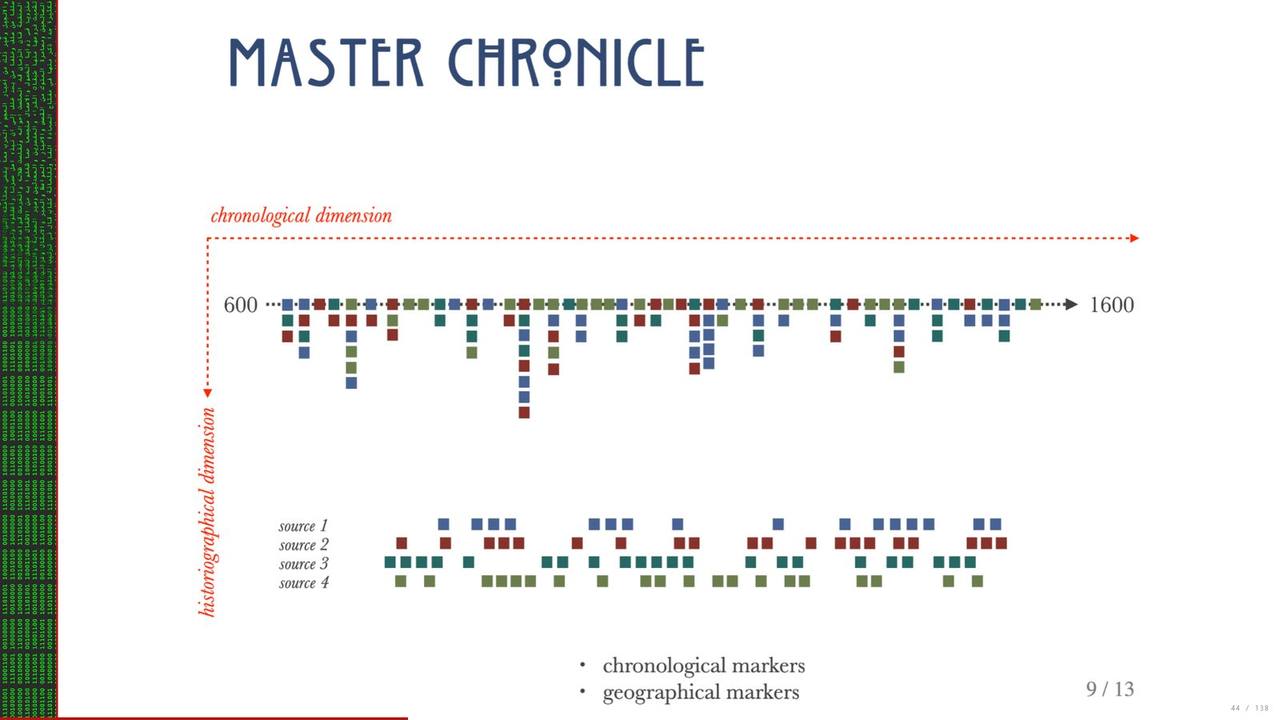 MASTER CHRONICLE
chronological dimension
600
1600
historiographical dimension
source 1
source 2
source 3
source 4
• chronological markers
• geographical markers
9 / 13
44 / 138